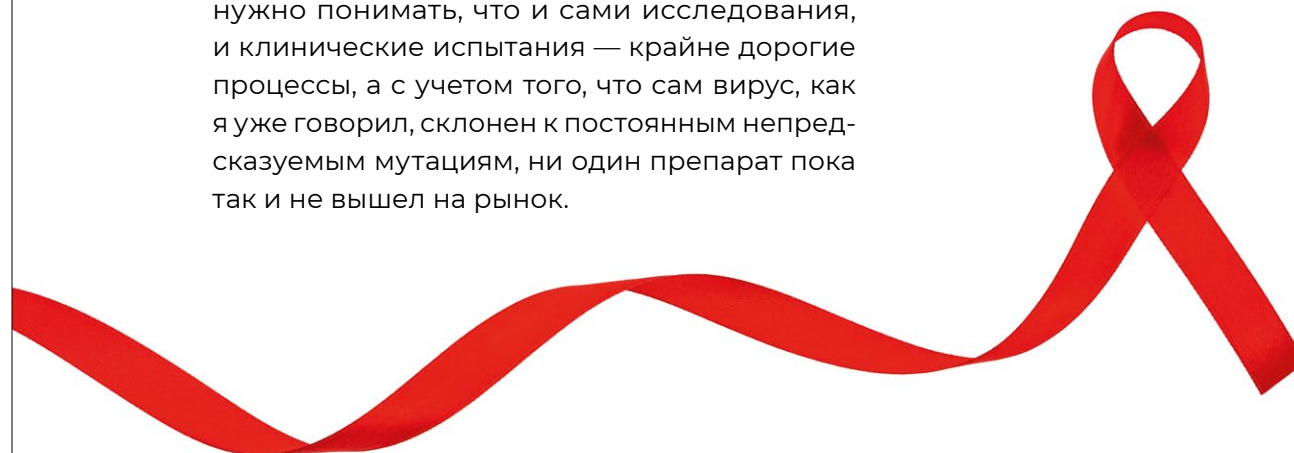 нужно понимать, что и сами исследования,
и клинические испытания — крайне дорогие
процессы, а с учетом того, что сам вирус, как
я уже говорил, склонен к постоянным непред-
сказуемым мутациям, ни один препарат пока
так и не вышел на рынок.